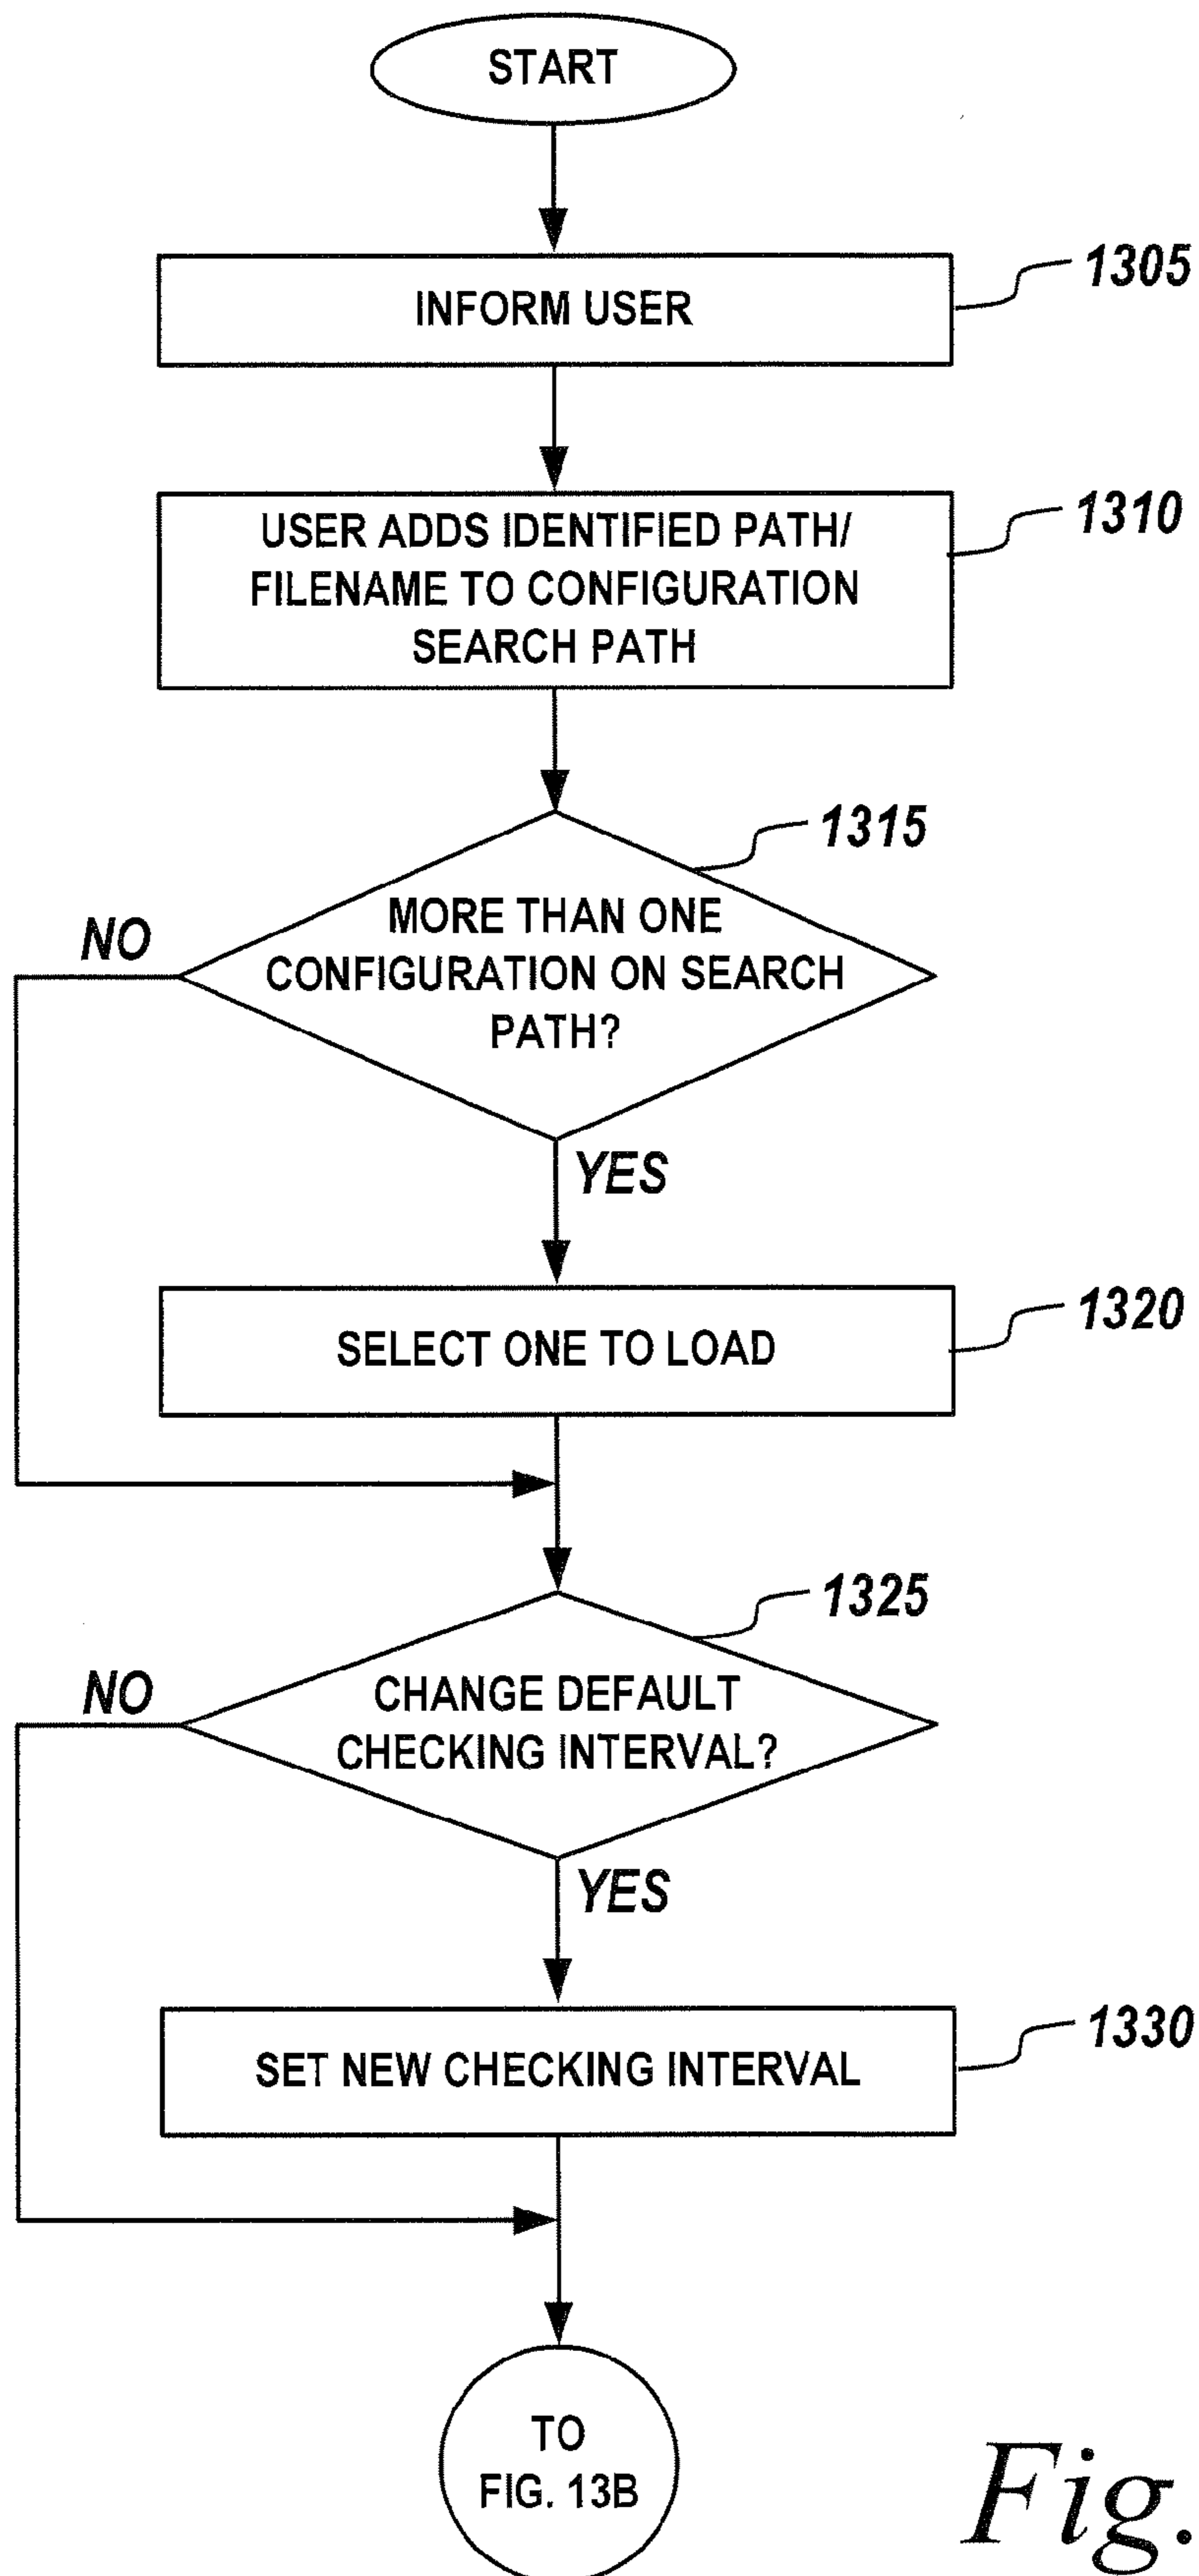 START
INFORM USER
1305
USER ADDS IDENTIFIED PATH/
FILENAME TO CONFIGURATION
SEARCH PATH
1310
1315
MORE THAN ONE
CONFIGURATION ON SEARCH
PATH?
NO
YES
SELECT ONE TO LOAD
1320
1325
CHANGE DEFAULT
CHECKING INTERVAL?
NO
YES
SET NEW CHECKING INTERVAL
1330
TO
FIG. 13B
Fig.